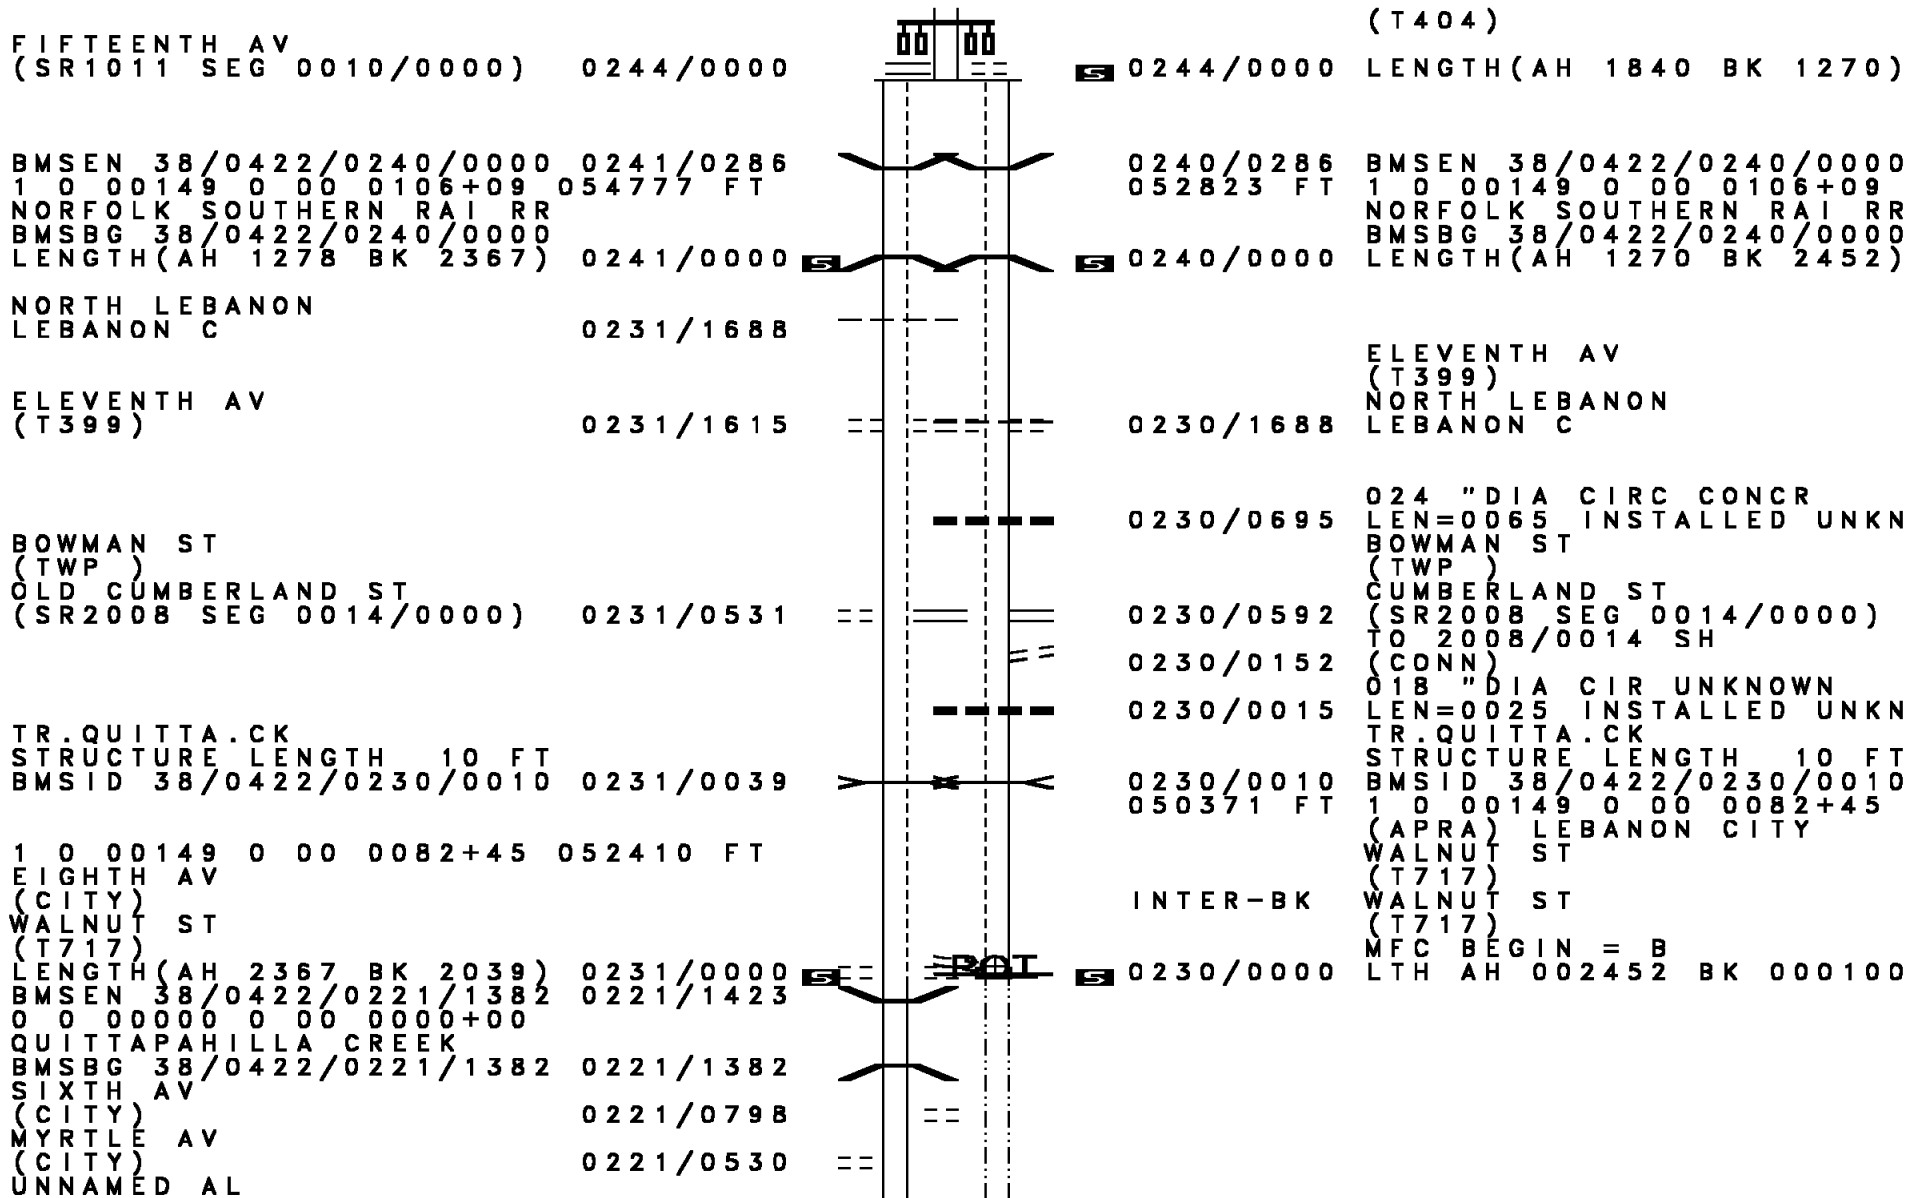 (T404)
FIFTEENTH AV
(SR1011 SEG 0010/0000) 0244/0000 S 0244/0000 LENGTH(AH 1840 BK 1270)
BMSEN 38/0422/0240/0000 0241/0286 0240/0286 BMSEN 38/0422/0240/0000
1 0 00149 0 00 0106+09 054777 FT 052823 FT 1 0 00149 0 00 0106+09
NORFOLK SOUTHERN RAI RR NORFOLK SOUTHERN RAI RR
BMSBG 38/0422/0240/0000 BMSBG 38/0422/0240/0000
LENGTH(AH 1278 BK 2367) 0241/0000 S S 0240/0000 LENGTH(AH 1270 BK 2452)
NORTH LEBANON
LEBANON C 0231/1688
ELEVENTH AV
(T399)
ELEVENTH AV NORTH LEBANON
(T399) 0231/1615 0230/1688 LEBANON C
024 "DIA CIRC CONCR
0230/0695 LEN=0065 INSTALLED UNKN
BOWMAN ST BOWMAN ST
(TWP ) (TWP )
OLD CUMBERLAND ST CUMBERLAND ST
(SR2008 SEG 0014/0000) 0231/0531 0230/0592 (SR2008 SEG 0014/0000)
TO 2008/0014 SH
0230/0152 (CONN)
018 "DIA CIR UNKNOWN
0230/0015 LEN=0025 INSTALLED UNKN
TR.QUITTA.CK TR.QUITTA.CK
STRUCTURE LENGTH 10 FT STRUCTURE LENGTH 10 FT
BMSID 38/0422/0230/0010 0231/0039 0230/0010 BMSID 38/0422/0230/0010
050371 FT 1 0 00149 0 00 0082+45
(APRA) LEBANON CITY
1 0 00149 0 00 0082+45 052410 FT WALNUT ST
EIGHTH AV (T717)
(CITY) INTER-BK WALNUT ST
WALNUT ST (T717)
(T717) MFC BEGIN = B
LENGTH(AH 2367 BK 2039) 0231/0000 S S 0230/0000 LTH AH 002452 BK 000100
BMSEN 38/0422/0221/1382 0221/1423
0 0 00000 0 00 0000+00
QUITTAPAHILLA CREEK
BMSBG 38/0422/0221/1382 0221/1382
SIXTH AV
(CITY) 0221/0798
MYRTLE AV
(CITY) 0221/0530
UNNAMED AL